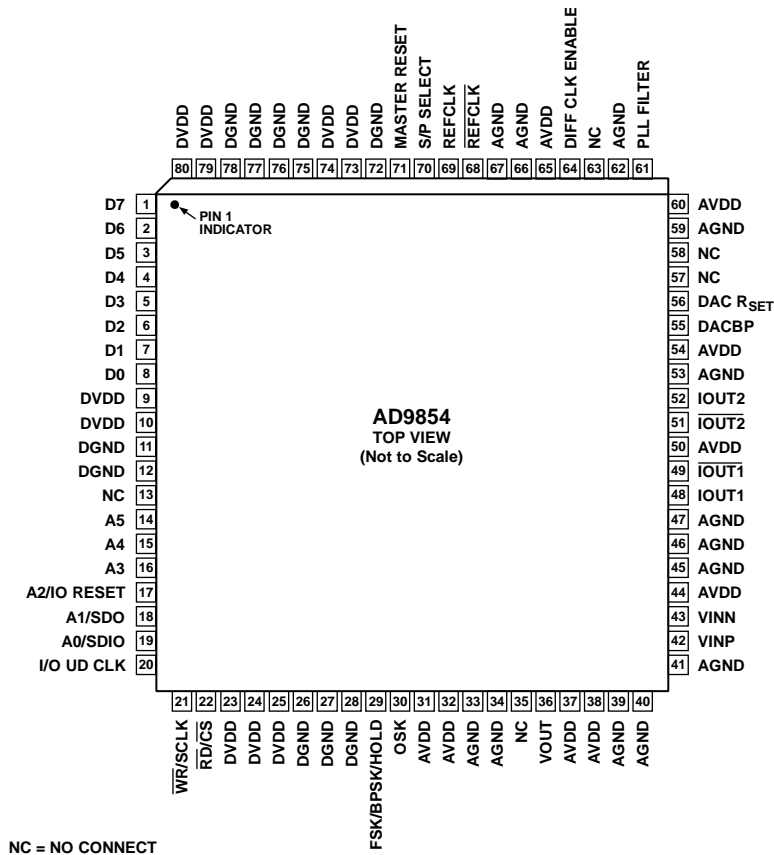 DVDD
DVDD
DGND
DGND
DGND
DGND
DVDD
DVDD
DGND
MASTER RESET
S/P SELECT
REFCLK
REFCLK
AGND
AGND
AVDD
DIFF CLK ENABLE
NC
AGND
PLL FILTER
80 79 78 77 76 75 74 73 72 71 70 69 68 67 66 65 64 63 62 61
D7 1
D6 2
D5 3
D4 4
D3 5
D2 6
D1 7
D0 8
DVDD 9
DVDD 10
DGND 11
DGND 12
NC 13
A5 14
A4 15
A3 16
A2/IO RESET 17
A1/SDO 18
A0/SDIO 19
I/O UD CLK 20
PIN 1
INDICATOR
AD9854
TOP VIEW
(Not to Scale)
60 AVDD
59 AGND
58 NC
57 NC
56 DAC RSET
55 DACBP
54 AVDD
53 AGND
52 IOUT2
51 IOUT2
50 AVDD
49 IOUT1
48 IOUT1
47 AGND
46 AGND
45 AGND
44 AVDD
43 VINN
42 VINP
41 AGND
21 22 23 24 25 26 27 28 29 30 31 32 33 34 35 36 37 38 39 40
WR/SCLK
RD/CS
DVDD
DVDD
DVDD
DGND
DGND
DGND
FSK/BPSK/HOLD
OSK
AVDD
AVDD
AGND
AGND
NC
VOUT
AVDD
AVDD
AGND
AGND
NC = NO CONNECT